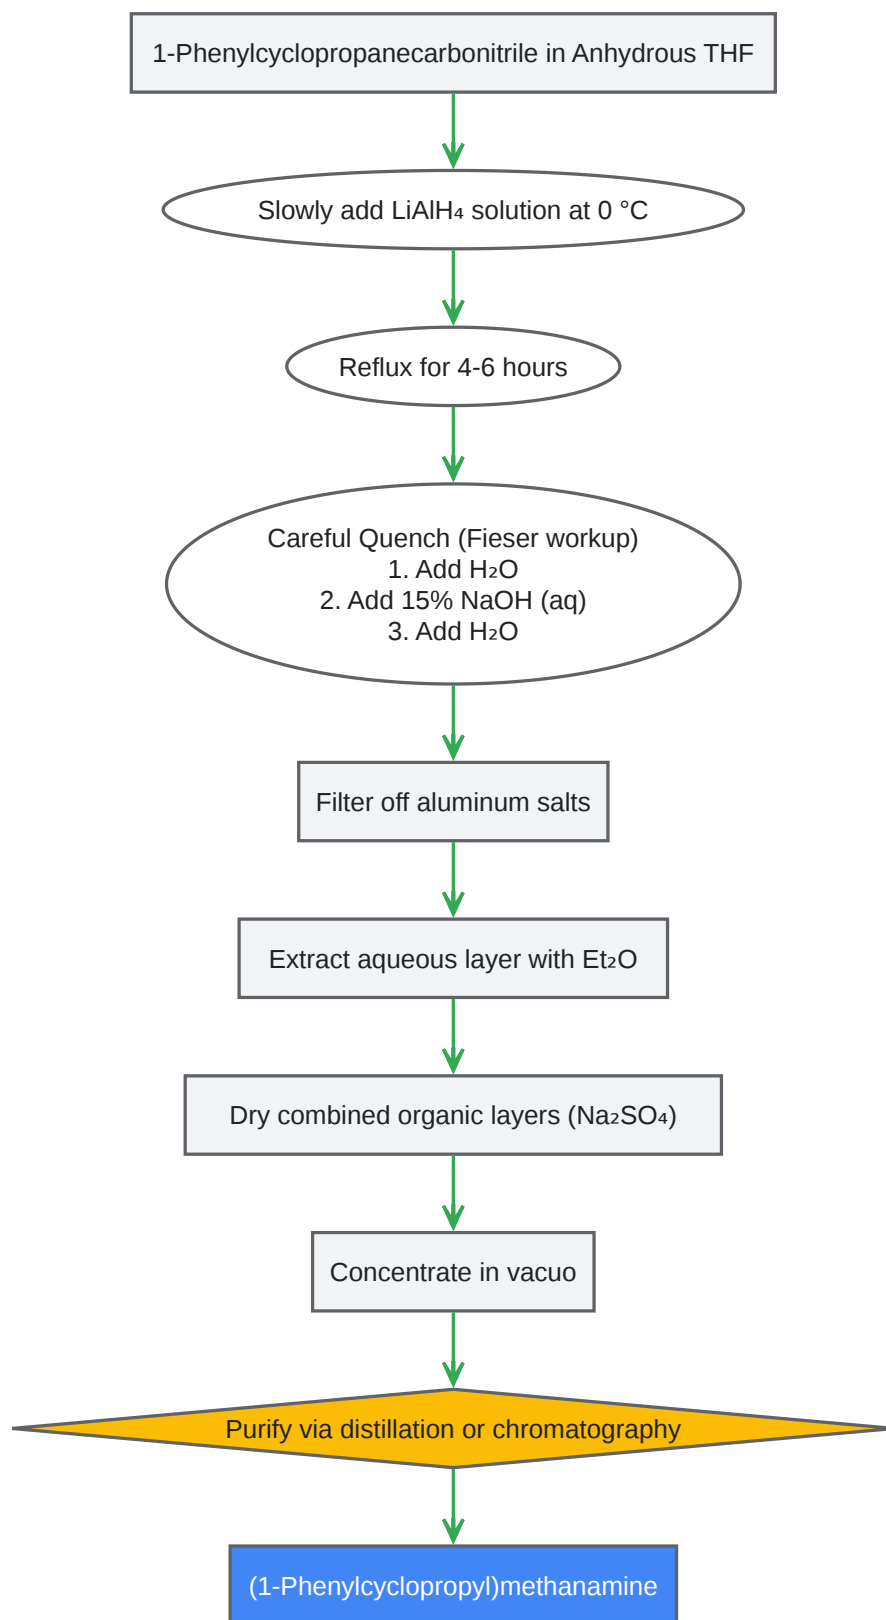 1-Phenylcyclopropanecarbonitrile in Anhydrous THF
Slowly add LiAlH₄ solution at 0 °C
Reflux for 4-6 hours
Careful Quench (Fieser workup)
1. Add H₂O
2. Add 15% NaOH (aq)
3. Add H₂O
Filter off aluminum salts
Extract aqueous layer with Et₂O
Dry combined organic layers (Na₂SO₄)
Concentrate in vacuo
Purify via distillation or chromatography
(1-Phenylcyclopropyl)methanamine